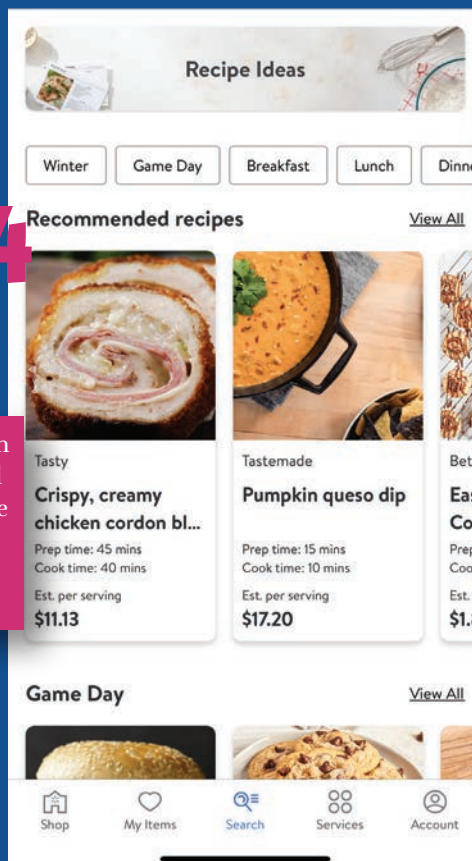 Recipe Ideas
Winter
Game Day
Breakfast
Lunch
Recommended recipes
View All
Tasty
Crispy, creamy
chicken cordon bl...
Prep time: 45 mins
Cook time: 40 mins
Est. per serving
$11.13
Tastemade
Pumpkin queso dip
Prep time: 15 mins
Cook time: 10 mins
Est. per serving
$17.20
Est.
Game Day
View All
Shop
My Items
Search
Services
Account